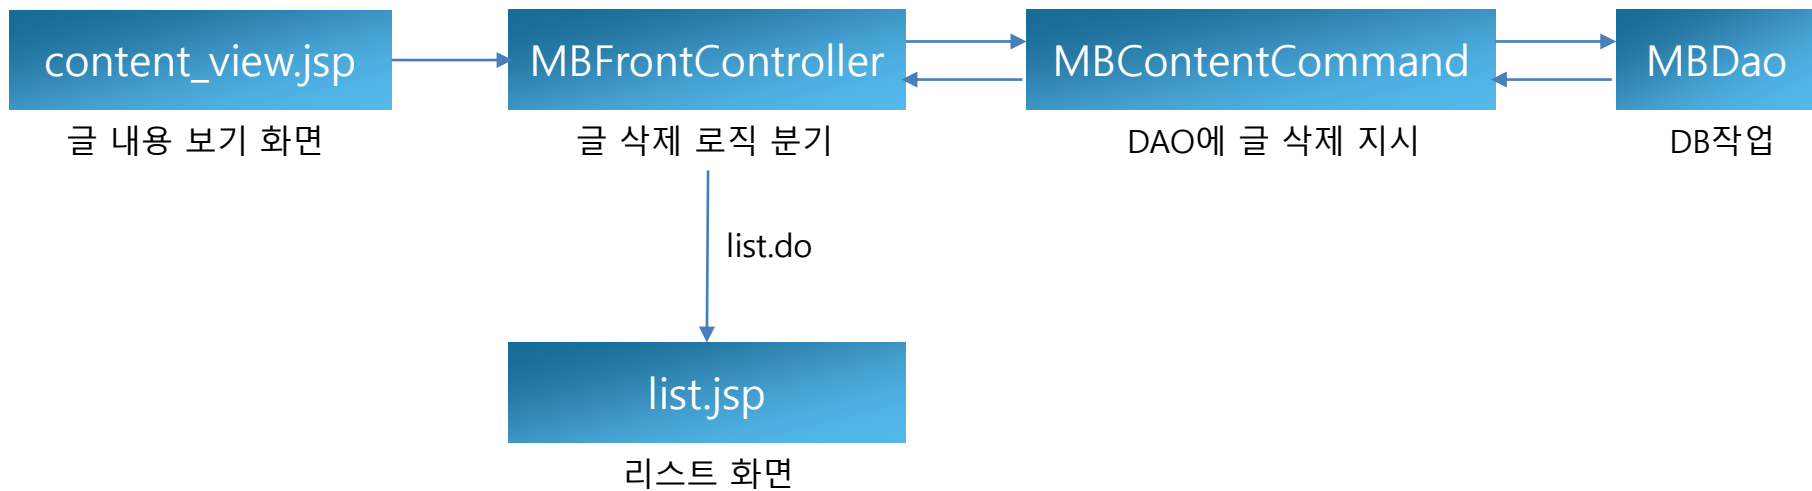 content_view.jsp
MBFrontController
MBContentCommand
MBDao
글 내용 보기 화면
글 삭제 로직 분기
DAO에 글 삭제 지시
DB작업
list.do
list.jsp
리스트 화면